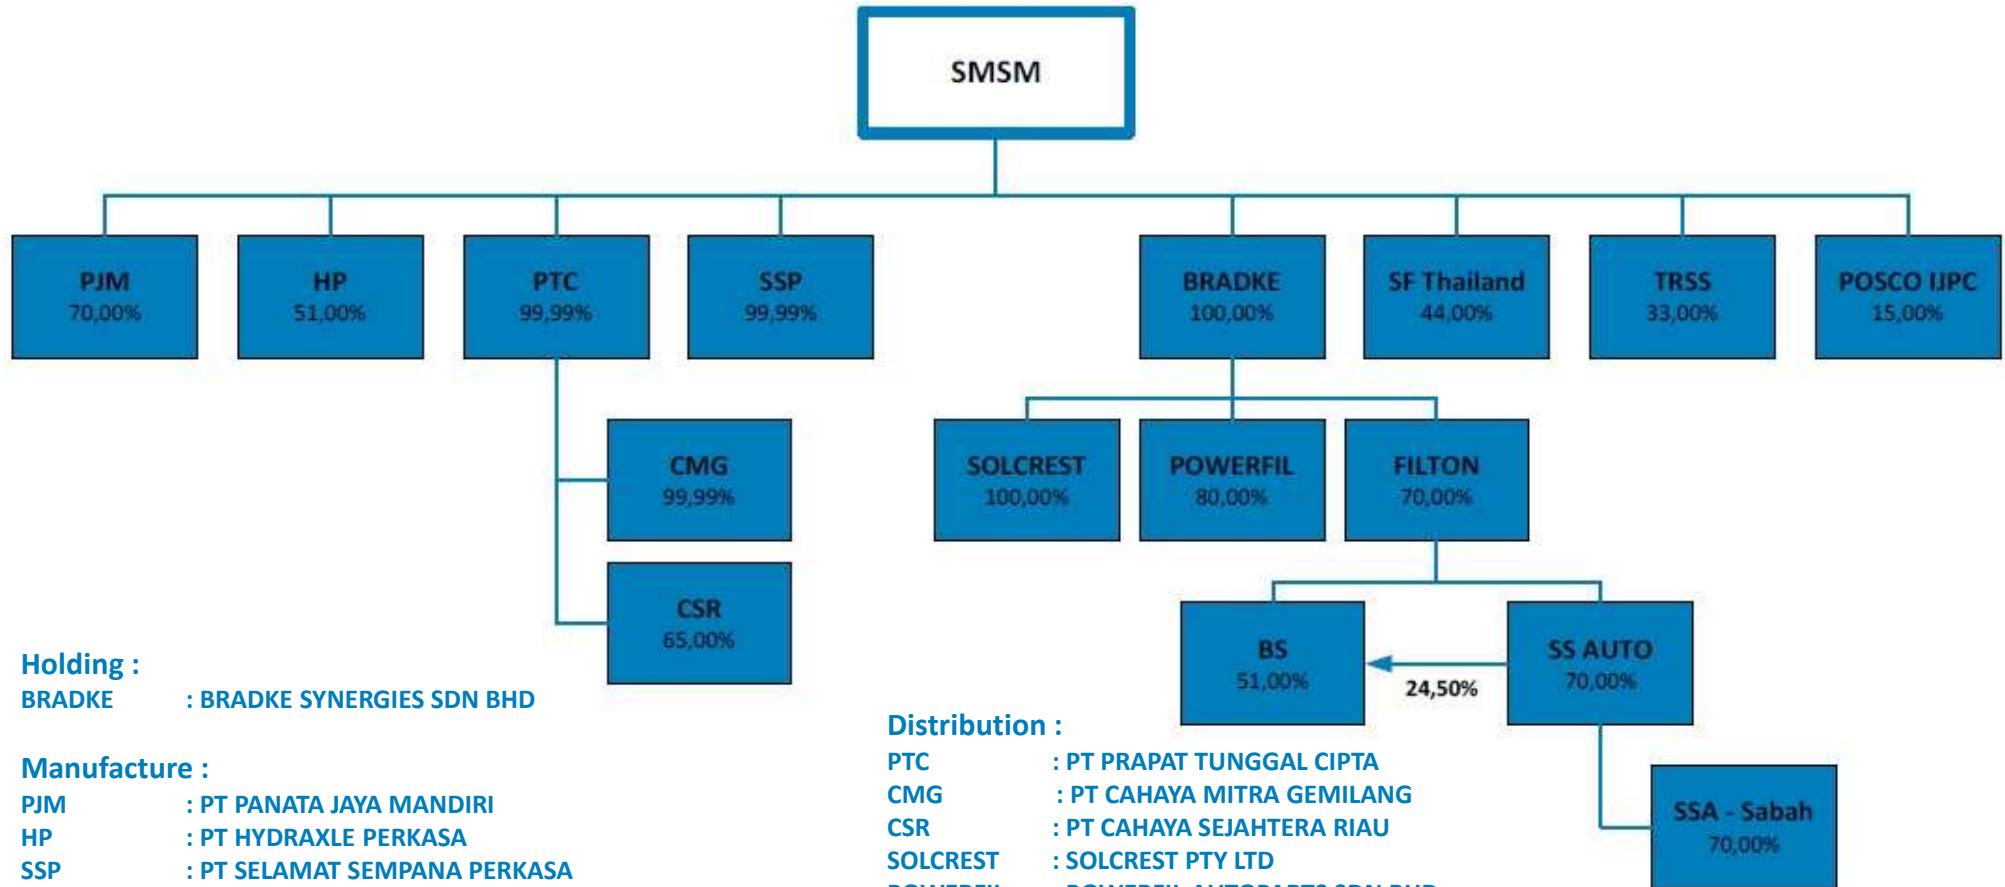 SMSM
PJM
70,00%
HP
51,00%
PTC
99,99%
SSP
99,99%
BRADKE
100,00%
SF Thailand
44,00%
TRSS
33,00%
POSCO IJPC
15,00%
CMG
99,99%
SOLCREST
100,00%
POWERFIL
80,00%
FILTON
70,00%
CSR
65,00%
BS
51,00%
24,50%
SS AUTO
70,00%
SSA - Sabah
70,00%
Holding :
BRADKE : BRADKE SYNERGIES SDN BHD
Manufacture :
PJM : PT PANATA JAYA MANDIRI
HP : PT HYDRAXLE PERKASA
SSP : PT SELAMAT SEMPANA PERKASA
Distribution :
PTC : PT PRAPAT TUNGGAL CIPTA
CMG : PT CAHAYA MITRA GEMILANG
CSR : PT CAHAYA SEJAHTERA RIAU
SOLCREST : SOLCREST PTY LTD
POWERFIL : POWERFIL AUTOPARTS SDN BHD